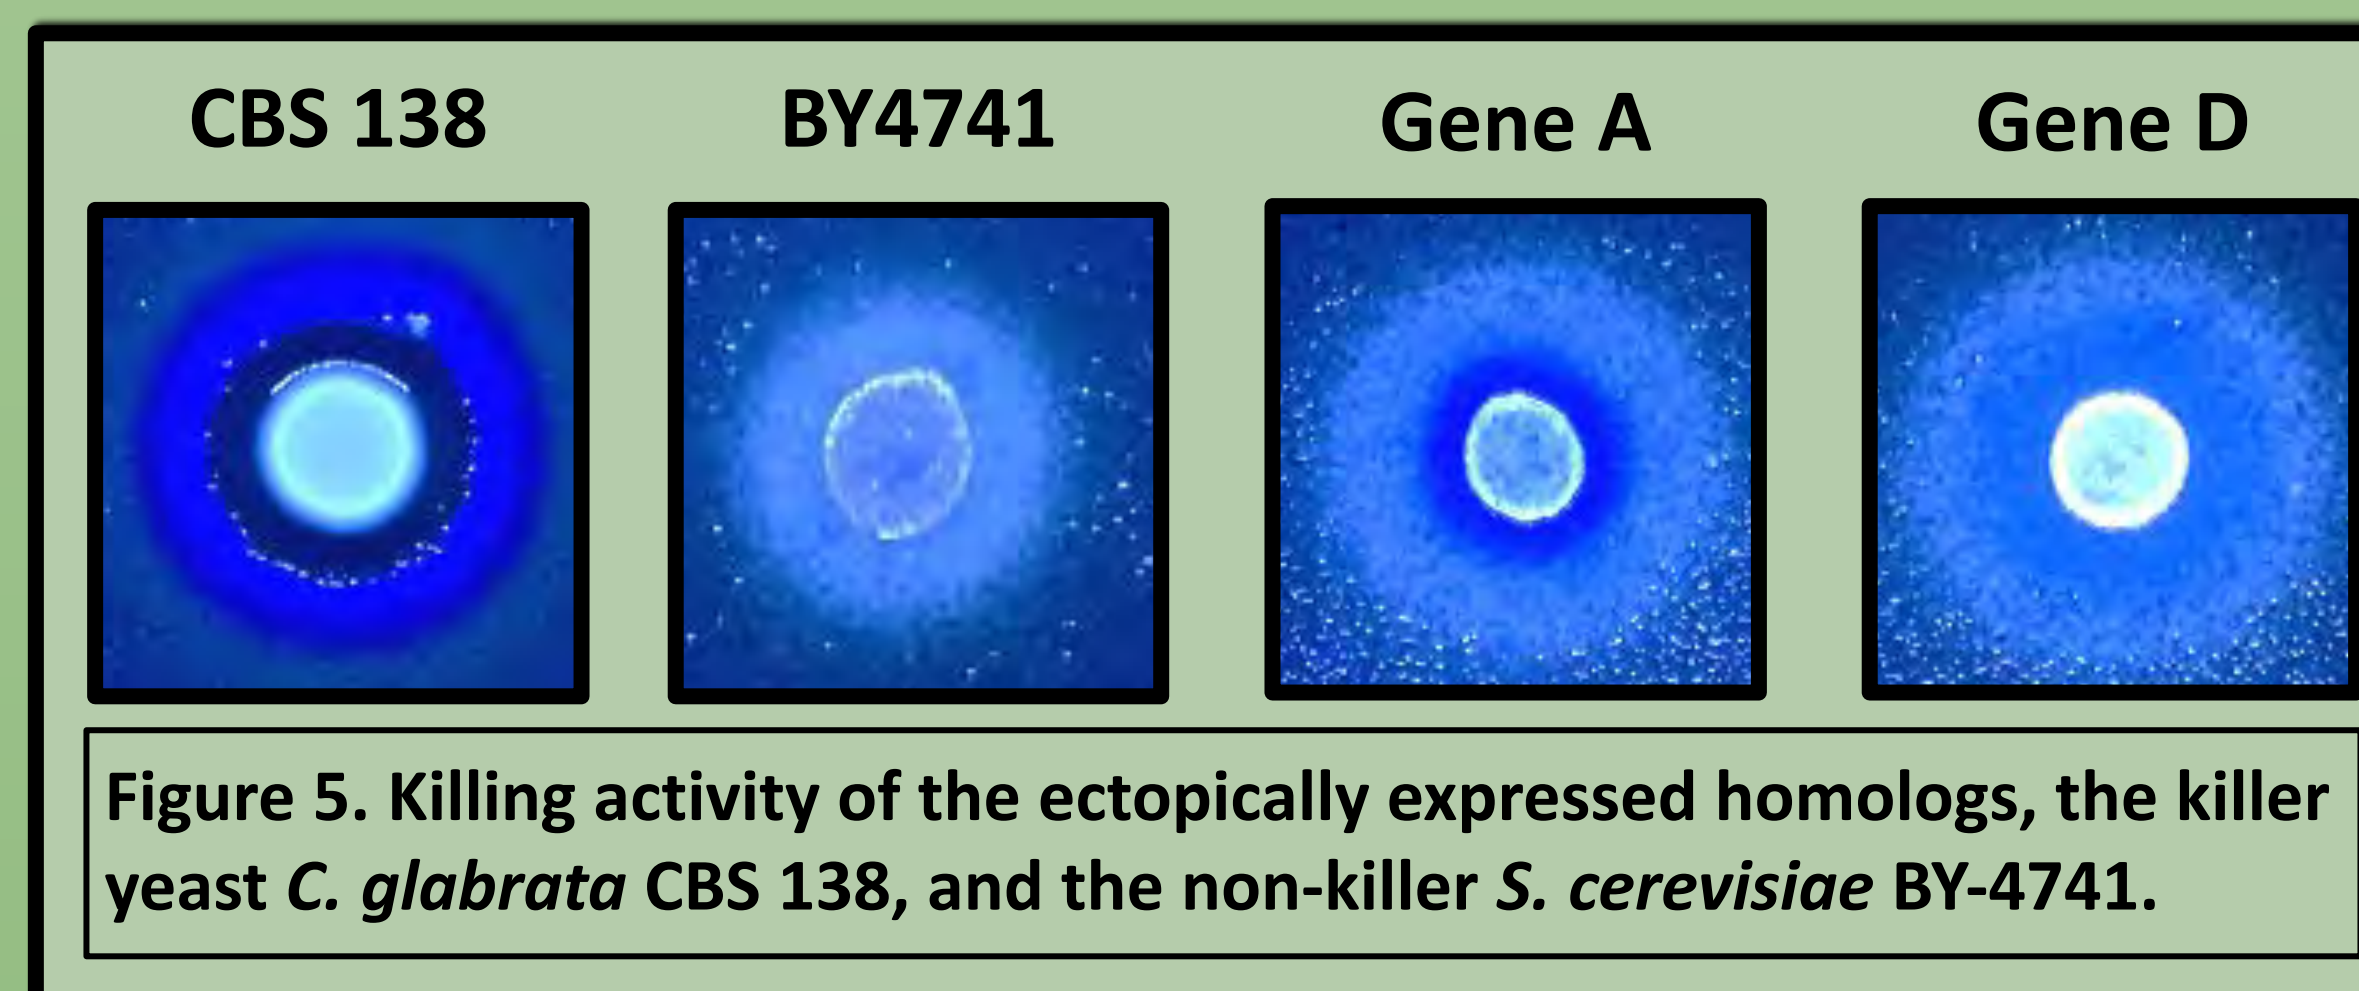 CBS 138 BY4741 Gene A Gene D
Figure 5. Killing activity of the ectopically expressed homologs, the killer
yeast C. glabrata CBS 138, and the non-killer S. cerevisiae BY-4741.